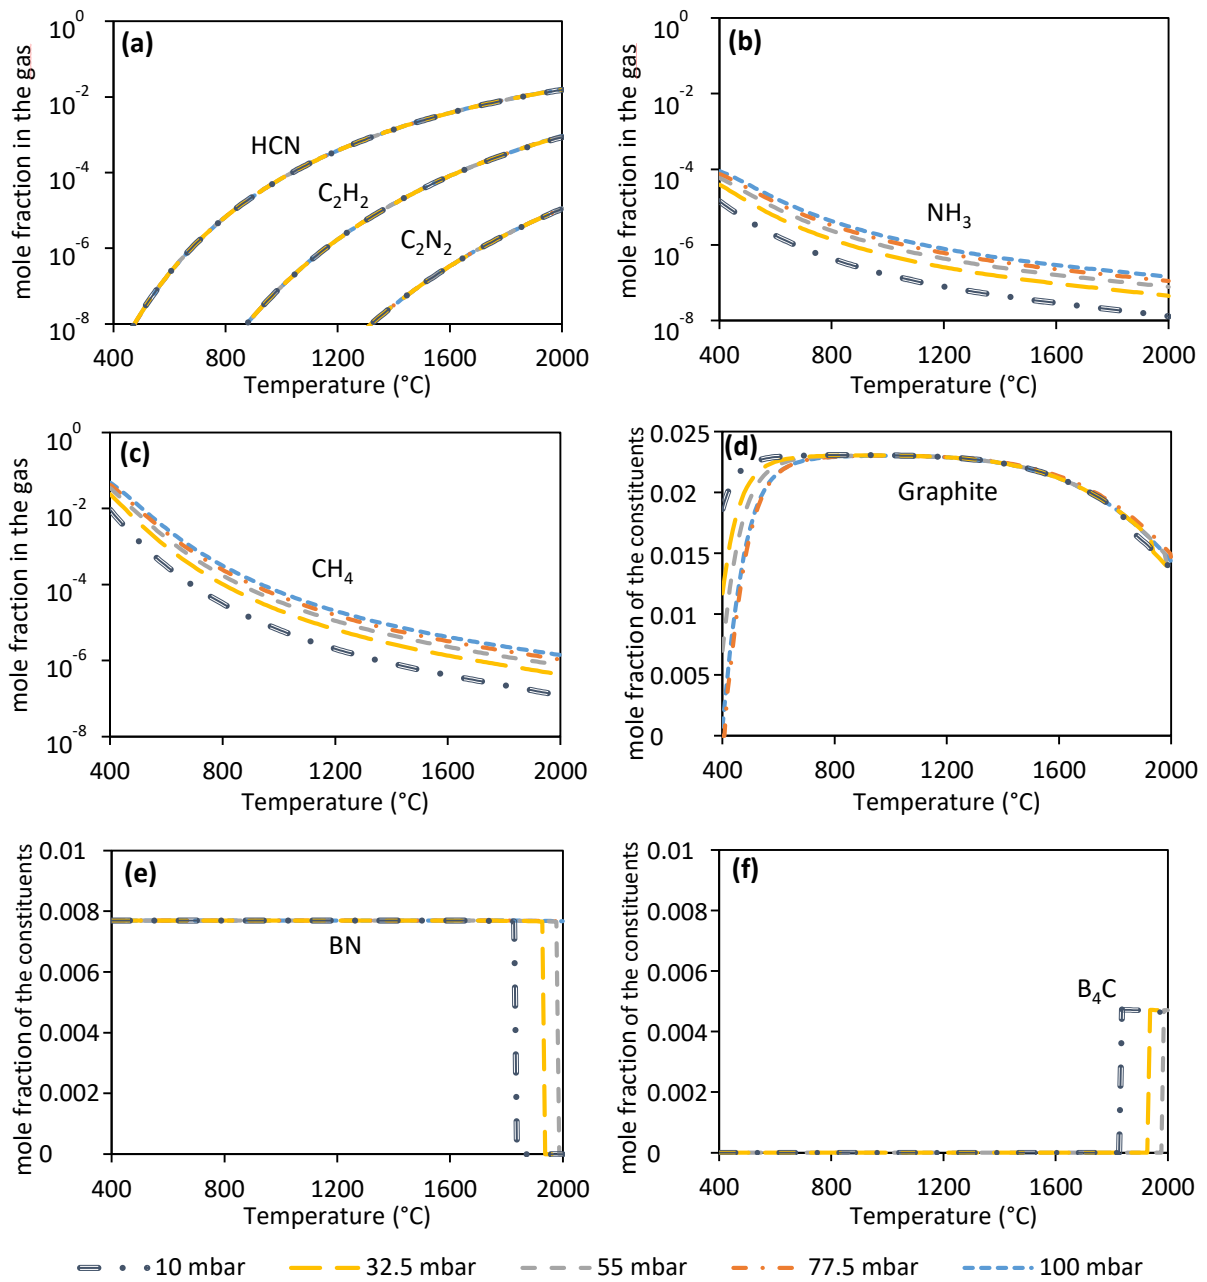 (a)
mole fraction in the gas
10⁰
10⁻²
10⁻⁴
10⁻⁶
10⁻⁸
HCN
C₂H₂
C₂N₂
400 800 1200 1600 2000
Temperature (°C)
(b)
mole fraction in the gas
10⁰
10⁻²
10⁻⁴
10⁻⁶
10⁻⁸
NH₃
400 800 1200 1600 2000
Temperature (°C)
(c)
mole fraction in the gas
10⁰
10⁻²
10⁻⁴
10⁻⁶
10⁻⁸
CH₄
400 800 1200 1600 2000
Temperature (°C)
(d)
mole fraction of the constituents
0.025
0.02
0.015
0.01
0.005
0
Graphite
400 800 1200 1600 2000
Temperature (°C)
(e)
mole fraction of the constituents
0.01
0.008
0.006
0.004
0.002
0
BN
400 800 1200 1600 2000
Temperature (°C)
(f)
mole fraction of the constituents
0.01
0.008
0.006
0.004
0.002
0
B₄C
400 800 1200 1600 2000
Temperature (°C)
10 mbar 32.5 mbar 55 mbar 77.5 mbar 100 mbar